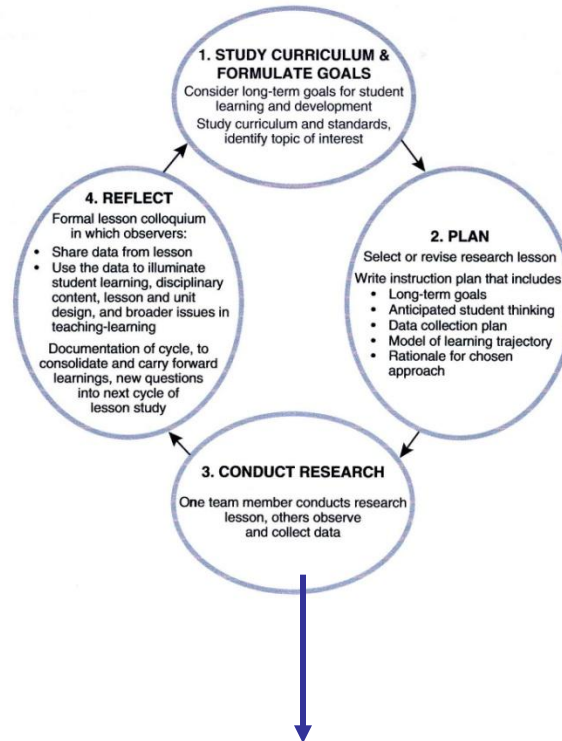 1. STUDY CURRICULUM &
FORMULATE GOALS
Consider long-term goals for student
learning and development
Study curriculum and standards,
identify topic of interest
2. PLAN
Select or revise research lesson
Write instruction plan that includes
• Long-term goals
• Anticipated student thinking
• Data collection plan
• Model of learning trajectory
• Rationale for chosen
approach
3. CONDUCT RESEARCH
One team member conducts research
lesson, others observe
and collect data
4. REFLECT
Formal lesson colloquium
in which observers:
• Share data from lesson
• Use the data to illuminate
student learning, disciplinary
content, lesson and unit
design, and broader issues in
teaching-learning
Documentation of cycle, to
consolidate and carry forward
learnings, new questions
into next cycle of
lesson study